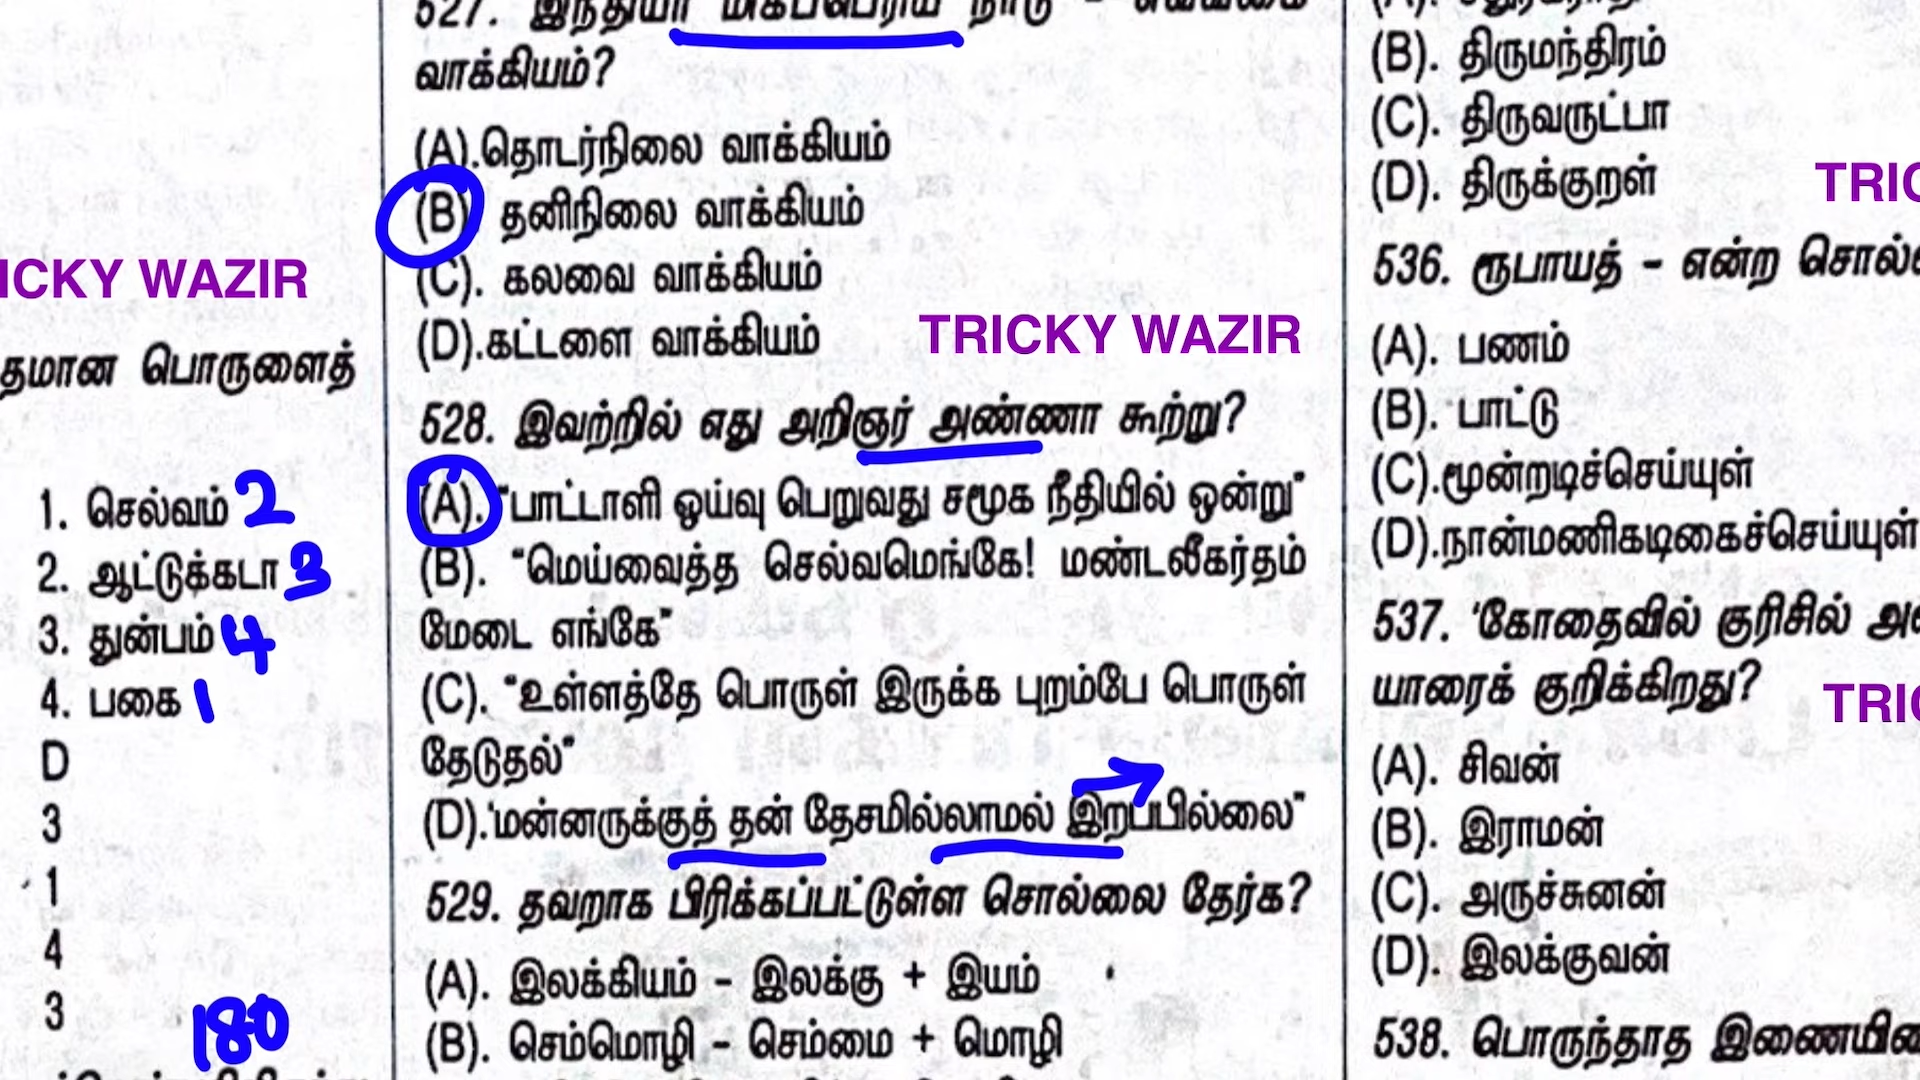 ICKY WAZIR
தமான பொருளைத்
1. செல்வம் 2
2. ஆட்டுக்கடா 3
3. துன்பம் 4
4. பகை 1
D
3
1
4
3
180
527. இந்தியா மிகப்பெரிய நாடு -
வாக்கியம்?
(A).தொடர்நிலை வாக்கியம்
(B) தனிநிலை வாக்கியம்
(C). கலவை வாக்கியம்
(D).கட்டளை வாக்கியம்
TRICKY WAZIR
528. இவற்றில் எது அறிஞர் அண்ணா கூற்று?
(A). "பாட்டாளி ஒய்வு பெறுவது சமூக நீதியில் ஒன்று"
(B). "மெய்வைத்த செல்வமெங்கே! மண்டலீகர்தம்
மேடை எங்கே"
(C). "உள்ளத்தே பொருள் இருக்க புறம்பே பொருள்
தேடுதல்"
(D).'மன்னருக்குத் தன் தேசமில்லாமல் இறப்பில்லை"
529. தவறாக பிரிக்கப்பட்டுள்ள சொல்லை தேர்க?
(A). இலக்கியம் - இலக்கு + இயம்
(B). செம்மொழி - செம்மை + மொழி
(B). திருமந்திரம்
(C). திருவருட்பா
(D). திருக்குறள்
TRIC
536. ரூபாயத் - என்ற
(A). பணம்
(B). பாட்டு
(C).மூன்றடிச்செய்யுள்
(D).நான்மணிகடிகைச்செய்யுள்
537. 'கோதைவில் குரிசில்
யாரைக் குறிக்கிறது?
TRIC
(A). சிவன்
(B). இராமன்
(C). அருச்சுனன்
(D). இலக்குவன்
538. பொருந்தாத